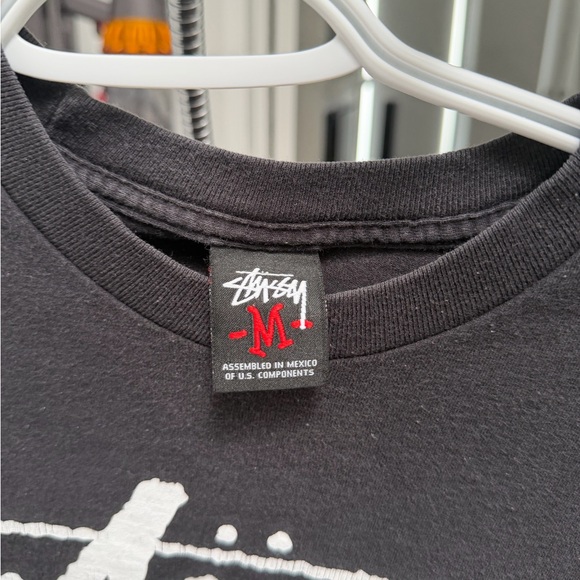 Stüssy
-M-
ASSEMBLED IN MEXICO
OF U.S. COMPONENTS